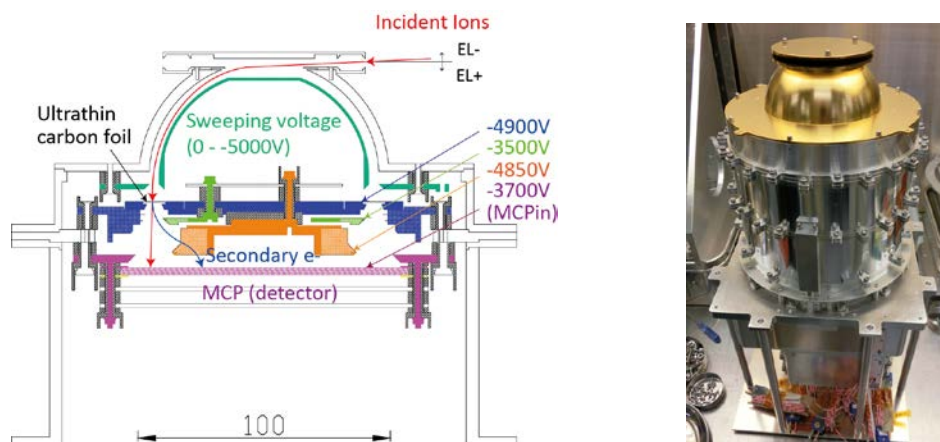 Incident Ions
EL-
EL+
Ultrathin
carbon foil
Sweeping voltage
(0 - -5000V)
-4900V
-3500V
-4850V
-3700V
(MCPin)
Secondary e-
MCP (detector)
100